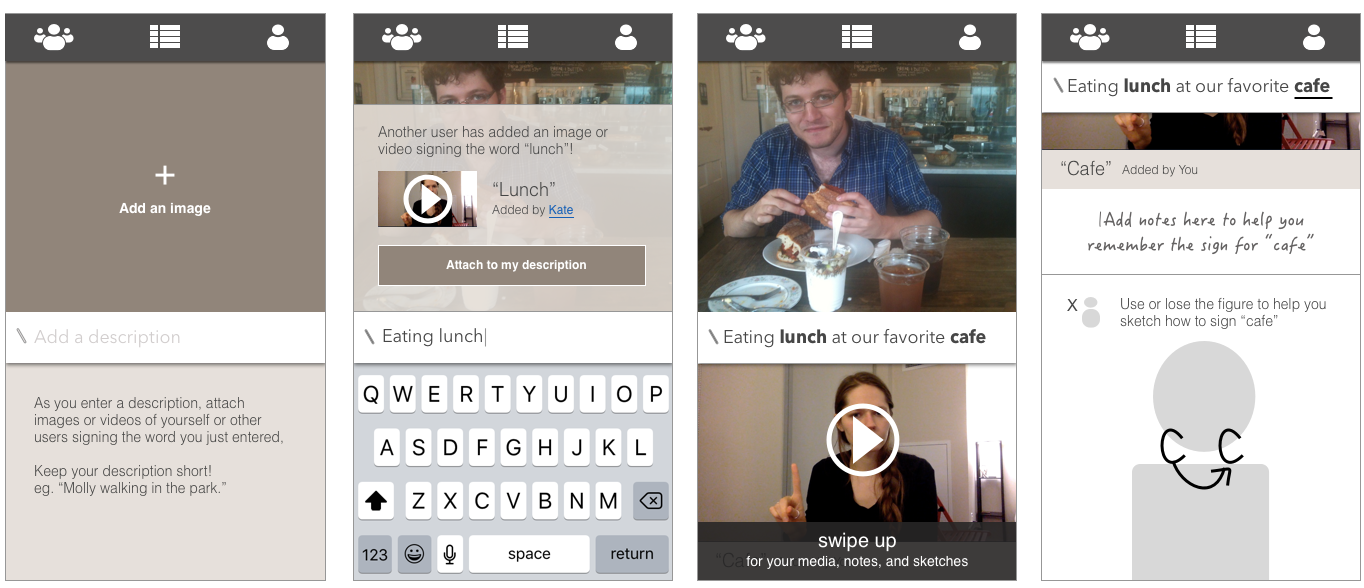 Add an image
Add a description
As you enter a description, attach
images or videos of yourself or other
users signing the word you just entered,
Keep your description short!
eg. “Molly walking in the park.”
Another user has added an image or
video signing the word “lunch”!
“Lunch”
Added by Kate
Attach to my description
Eating lunch
Q W E R T Y U I O P
A S D F G H J K L
Z X C V B N M
123 space return
Eating lunch at our favorite cafe
swipe up
for your media, notes, and sketches
Eating lunch at our favorite cafe
“Cafe” Added by You
Add notes here to help you
remember the sign for “cafe”
X Use or lose the figure to help you
sketch how to sign “cafe”
C C